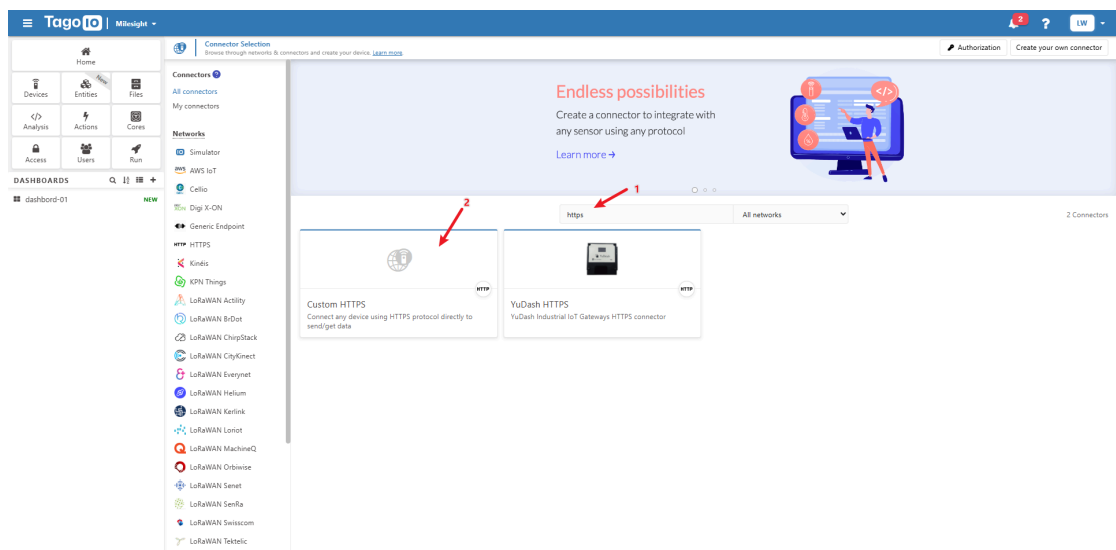 Tago IO Milesight
2 ? LW
Connector Selection
Browse through networks & connectors and create your device. Learn more.
Authorization
Create your own connector
Home
Devices
Entities
New
Files
Analysis
Actions
Cores
Access
Users
Run
DASHBOARDS
dashbord-01 NEW
Connectors ?
All connectors
My connectors
Networks
Simulator
aws AWS IoT
Cellio
Digi X-ON
Generic Endpoint
HTTP HTTPS
Kinéis
KPN Things
LoRaWAN Actility
LoRaWAN BrDot
LoRaWAN ChirpStack
LoRaWAN CityKinect
LoRaWAN Everynet
LoRaWAN Helium
LoRaWAN Kerlink
LoRaWAN Loriot
LoRaWAN MachineQ
LoRaWAN Orbiwise
LoRaWAN Senet
LoRaWAN SenRa
LoRaWAN Swisscom
LoRaWAN Tektelic
Endless possibilities
Create a connector to integrate with
any sensor using any protocol
Learn more →
</>
1
2
https
All networks
2 Connectors
HTTP
Custom HTTPS
Connect any device using HTTPS protocol directly to
send/get data
HTTP
YuDash HTTPS
YuDash Industrial IoT Gateways HTTPS connector